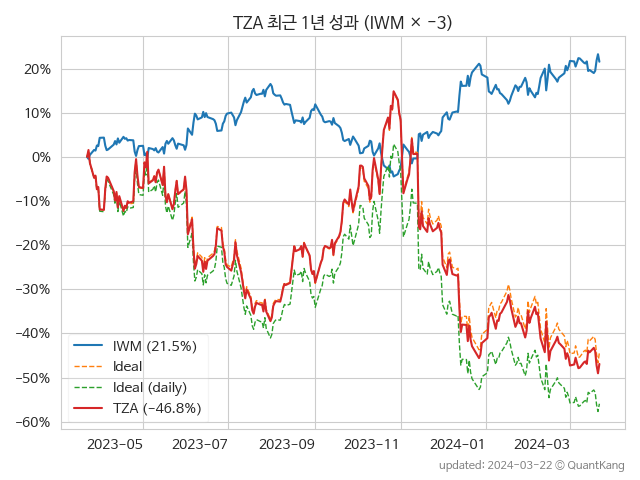 TZA 최근 1년 성과 (IWM × −3)
20%
10%
0%
−10%
−20%
−30%
−40%
−50%
−60%
IWM (21.5%)
Ideal
Ideal (daily)
TZA (−46.8%)
2023−05
2023−07
2023−09
2023−11
2024−01
2024−03
updated: 2024−03−22 © QuantKang